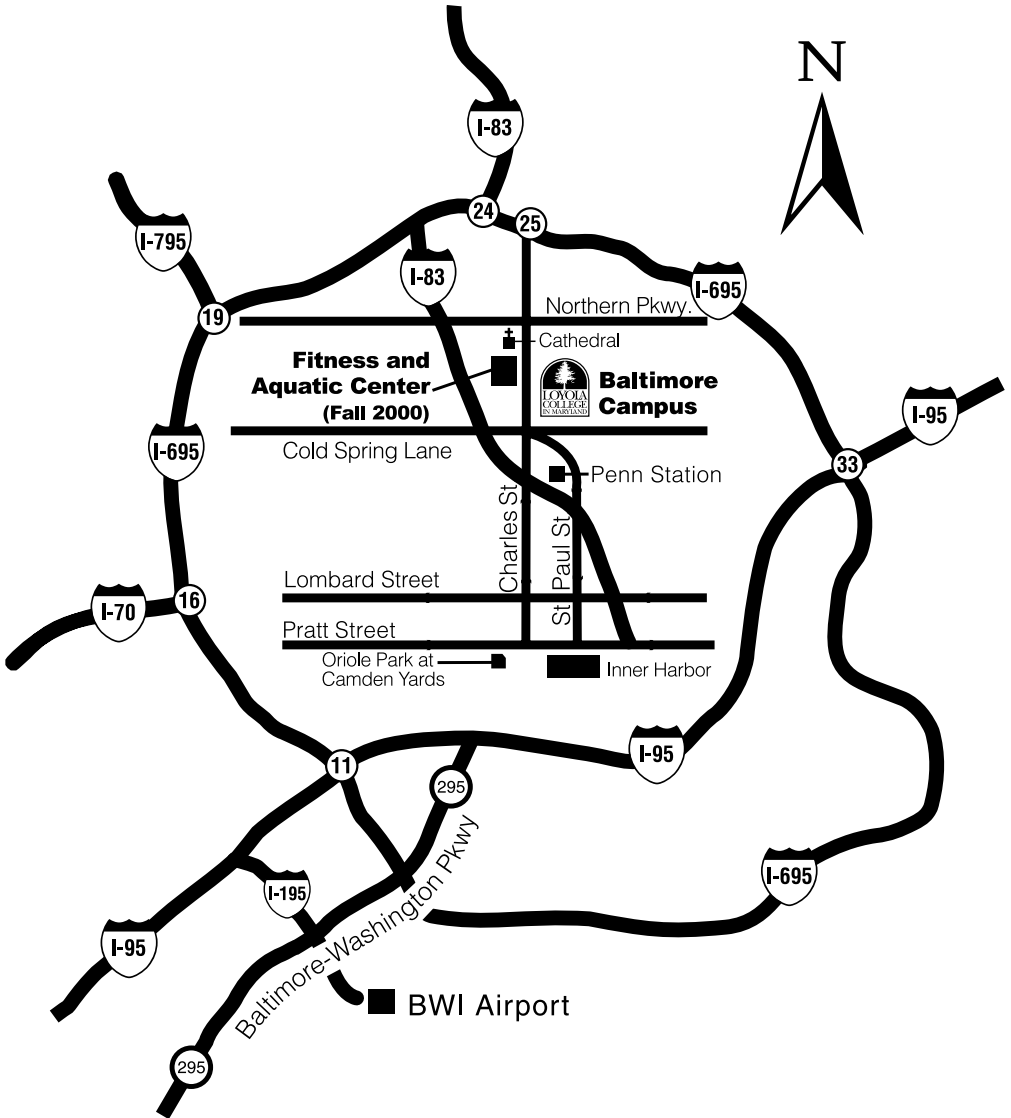 N
I-83
24
25
I-795
I-83
I-695
19
Northern Pkwy.
Cathedral
Fitness and
Aquatic Center
(Fall 2000)
LOYOLA
COLLEGE
IN MARYLAND
Baltimore
Campus
I-95
I-695
Cold Spring Lane
33
Penn Station
Charles St
St Paul St
Lombard Street
I-70
16
Pratt Street
Oriole Park at
Camden Yards
Inner Harbor
11
I-95
295
I-195
I-695
Baltimore-Washington Pkwy
I-95
BWI Airport
295